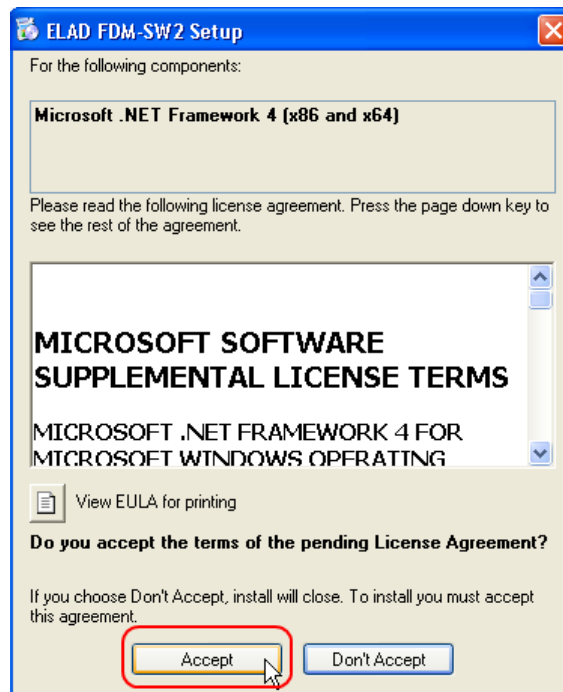 ELAD FDM-SW2 Setup
For the following components:
Microsoft .NET Framework 4 (x86 and x64)
Please read the following license agreement. Press the page down key to
see the rest of the agreement.
MICROSOFT SOFTWARE
SUPPLEMENTAL LICENSE TERMS
MICROSOFT .NET FRAMEWORK 4 FOR
MICROSOFT WINDOWS OPERATING
View EULA for printing
Do you accept the terms of the pending License Agreement?
If you choose Don't Accept, install will close. To install you must accept
this agreement.
Accept
Don't Accept